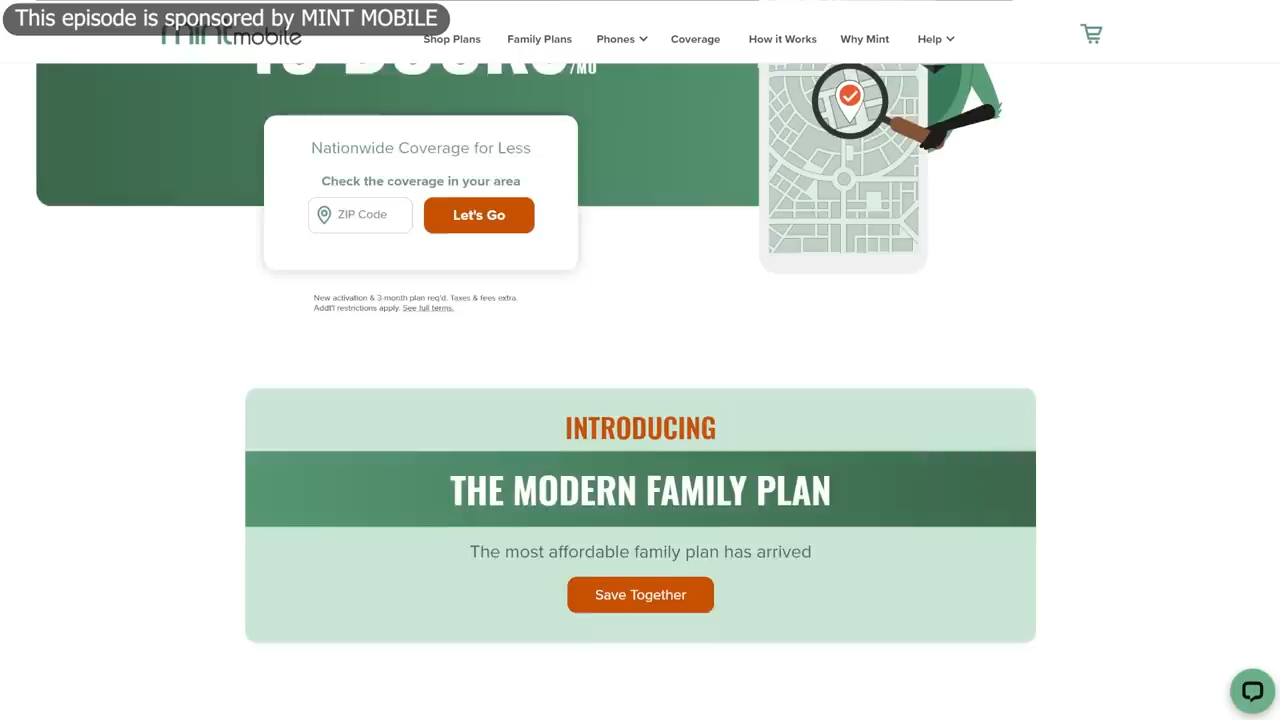 This episode is sponsored by MINT MOBILE
mintmobile
Shop Plans
Family Plans
Phones
Coverage
How it Works
Why Mint
Help
/MO
Nationwide Coverage for Less
Check the coverage in your area
ZIP Code
Let's Go
New activation & 3-month plan req'd. Taxes & fees extra.
Addt'l restrictions apply. See full terms.
INTRODUCING
THE MODERN FAMILY PLAN
The most affordable family plan has arrived
Save Together